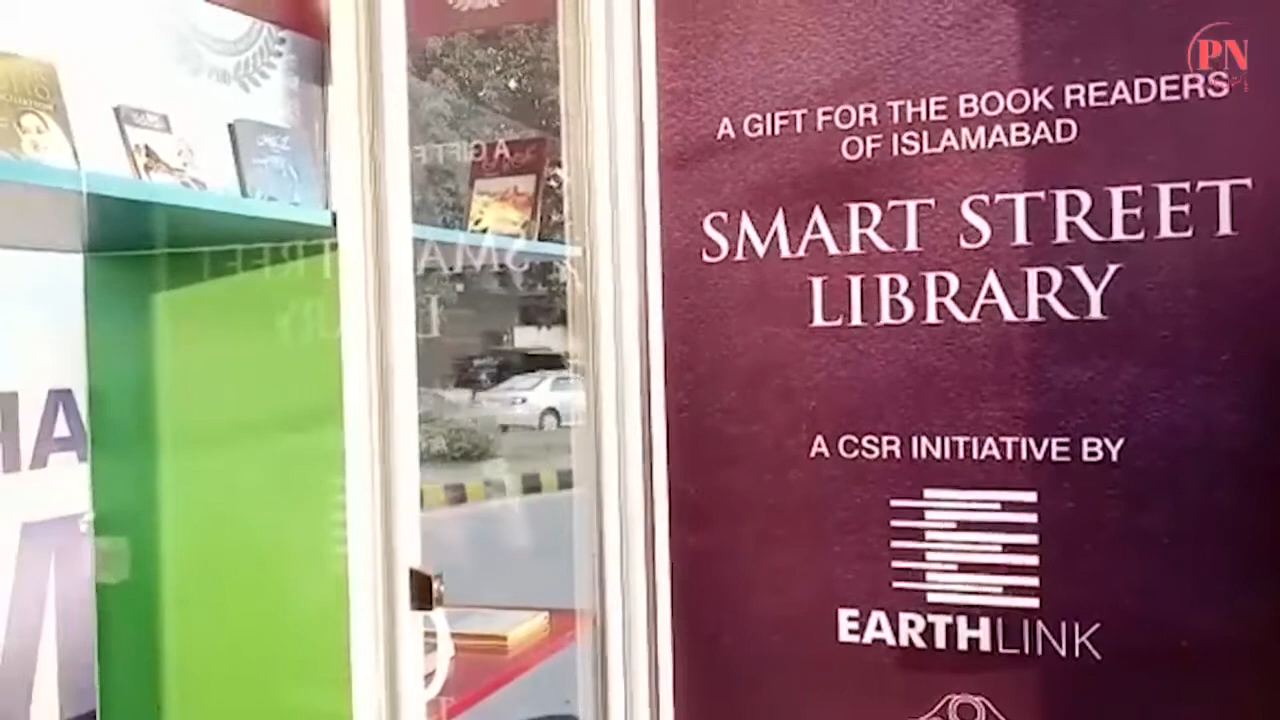 PN
A GIFT FOR THE BOOK READERS
OF ISLAMABAD
SMART STREET
LIBRARY
A CSR INITIATIVE BY
EARTHLINK